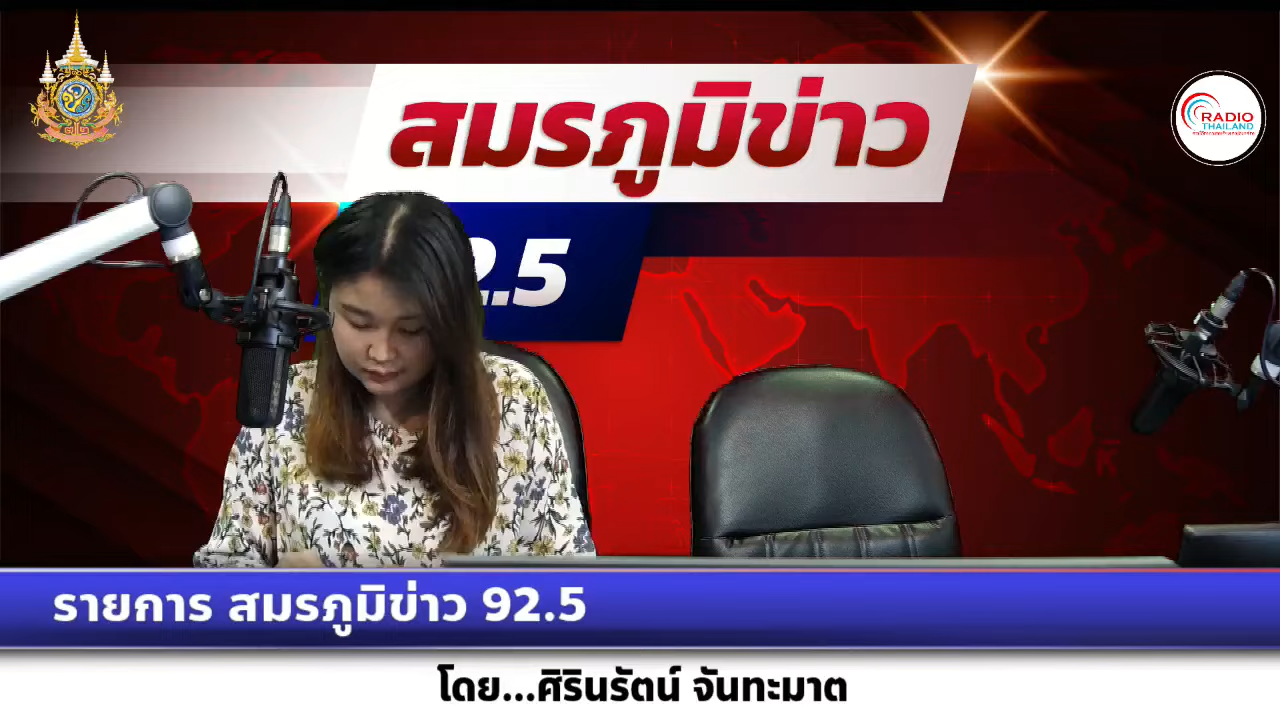 สมรภูมิข่าว
RADIO
THAILAND
2.5
รายการ สมรภูมิข่าว 92.5
โดย...ศิรินรัตน์ จันทะมาต